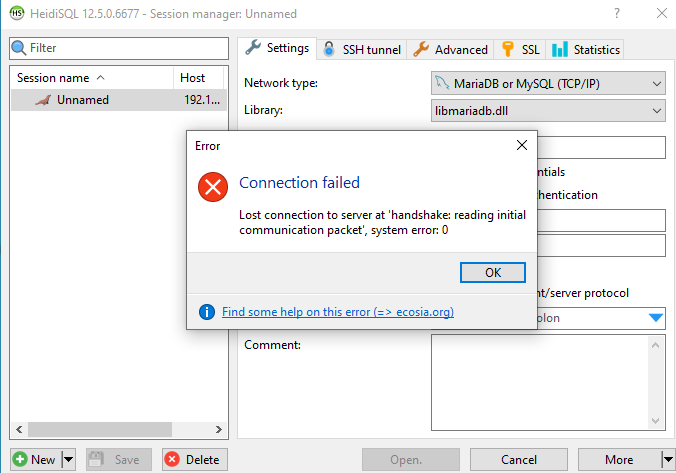 HeidiSQL 12.5.0.6677 - Session manager: Unnamed
Filter
Session name
Host
Unnamed
192.1...
Settings
SSH tunnel
Advanced
SSL
Statistics
Network type:
MariaDB or MySQL (TCP/IP)
Library:
libmariadb.dll
Error
Connection failed
Lost connection to server at 'handshake: reading initial
communication packet', system error: 0
OK
Find some help on this error (=> ecosia.org)
entials
thentication
nt/server protocol
olon
Comment:
New
Save
Delete
Open.
Cancel
More